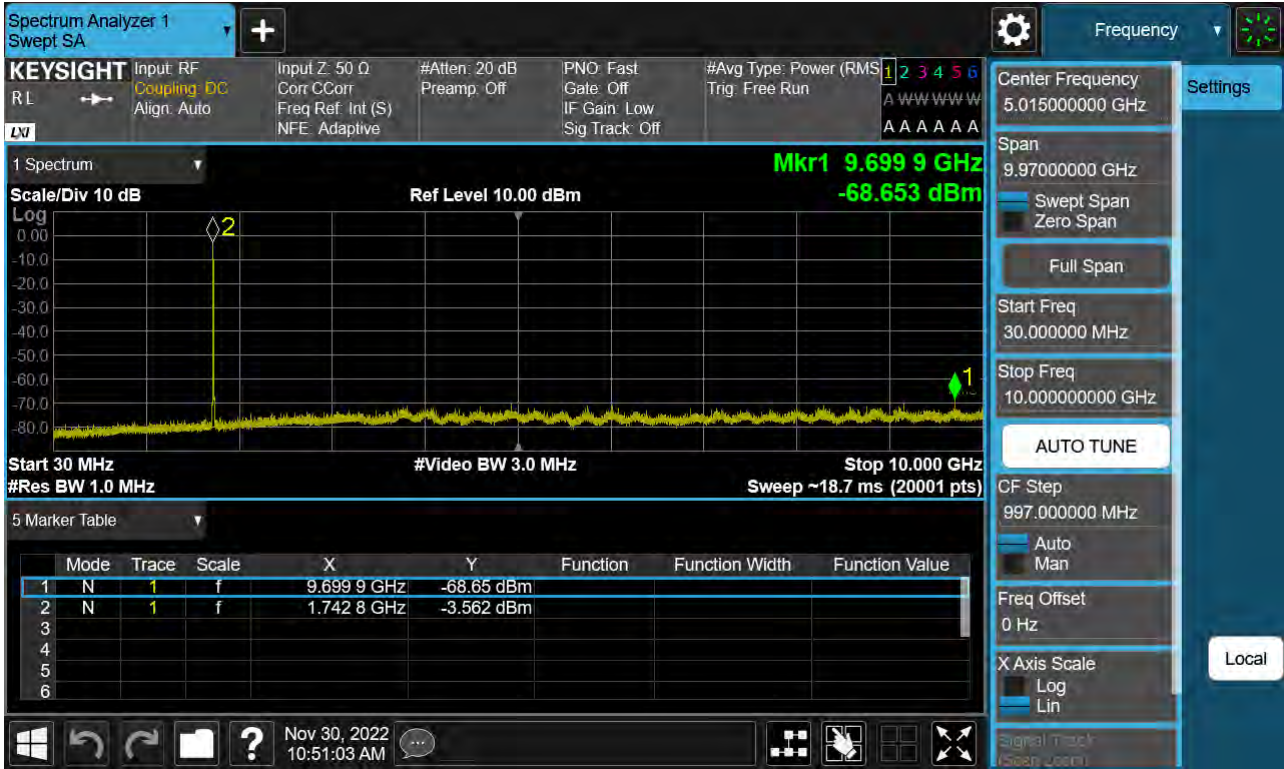 Spectrum Analyzer 1
Swept SA
+
Frequency
KEYSIGHT
RL
LXI
Input: RF
Coupling: DC
Align: Auto
Input Z: 50 Ω
Corr CCorr
Freq Ref: Int (S)
NFE: Adaptive
#Atten: 20 dB
Preamp: Off
PNO: Fast
Gate: Off
IF Gain: Low
Sig Track: Off
#Avg Type: Power (RMS
Trig: Free Run
1 2 3 4 5 6
A W W W W W
A A A A A A
1 Spectrum
Scale/Div 10 dB
Ref Level 10.00 dBm
Mkr1 9.699 9 GHz
-68.653 dBm
Log
0.00
-10.0
-20.0
-30.0
-40.0
-50.0
-60.0
-70.0
-80.0
2
1
Start 30 MHz
#Video BW 3.0 MHz
Stop 10.000 GHz
#Res BW 1.0 MHz
Sweep ~18.7 ms (20001 pts)
5 Marker Table
Mode Trace Scale X Y Function Function Width Function Value
1 N 1 f 9.699 9 GHz -68.65 dBm
2 N 1 f 1.742 8 GHz -3.562 dBm
3
4
5
6
?
Nov 30, 2022
10:51:03 AM
Center Frequency
5.015000000 GHz
Settings
Span
9.97000000 GHz
Swept Span
Zero Span
Full Span
Start Freq
30.000000 MHz
Stop Freq
10.000000000 GHz
AUTO TUNE
CF Step
997.000000 MHz
Auto
Man
Freq Offset
0 Hz
X Axis Scale
Log
Lin
Local
Signal Track
(Span Zoom)